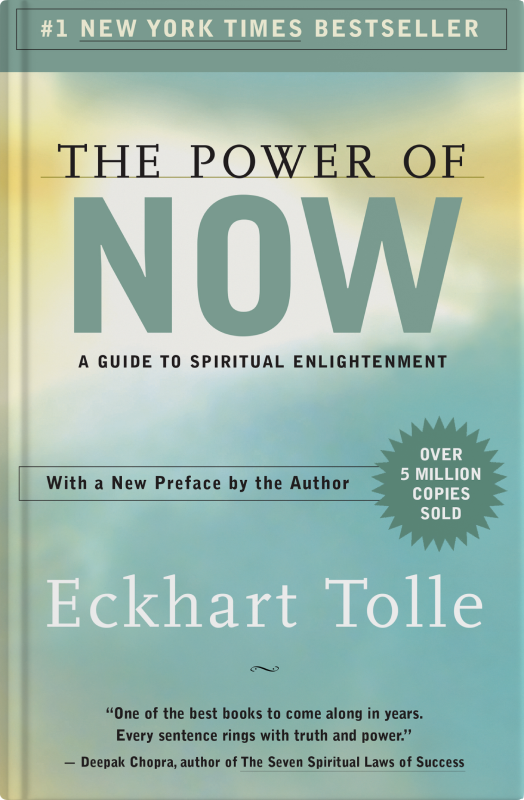 #1 NEW YORK TIMES BESTSELLER
THE POWER OF
NOW
A GUIDE TO SPIRITUAL ENLIGHTENMENT
With a New Preface by the Author
OVER
5 MILLION
COPIES
SOLD
Eckhart Tolle
“One of the best books to come along in years.
Every sentence rings with truth and power.”
— Deepak Chopra, author of The Seven Spiritual Laws of Success